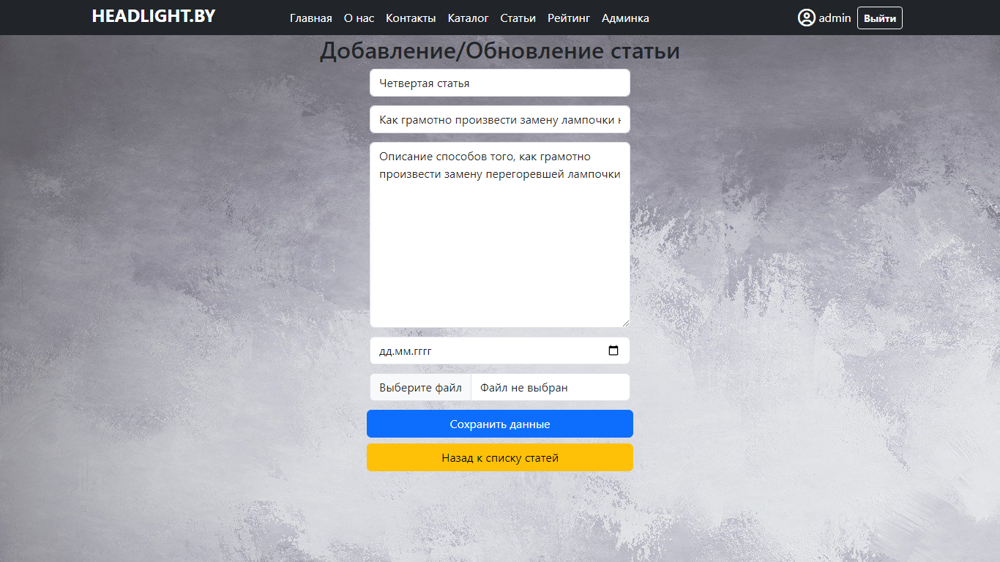 HEADLIGHT.BY
Главная О нас Контакты Каталог Статьи Рейтинг Админка
admin Выйти
Добавление/Обновление статьи
Четвертая статья
Как грамотно произвести замену лампочки
Описание способов того, как грамотно
произвести замену перегоревшей лампочки
дд.мм.гггг
Выберите файл Файл не выбран
Сохранить данные
Назад к списку статей